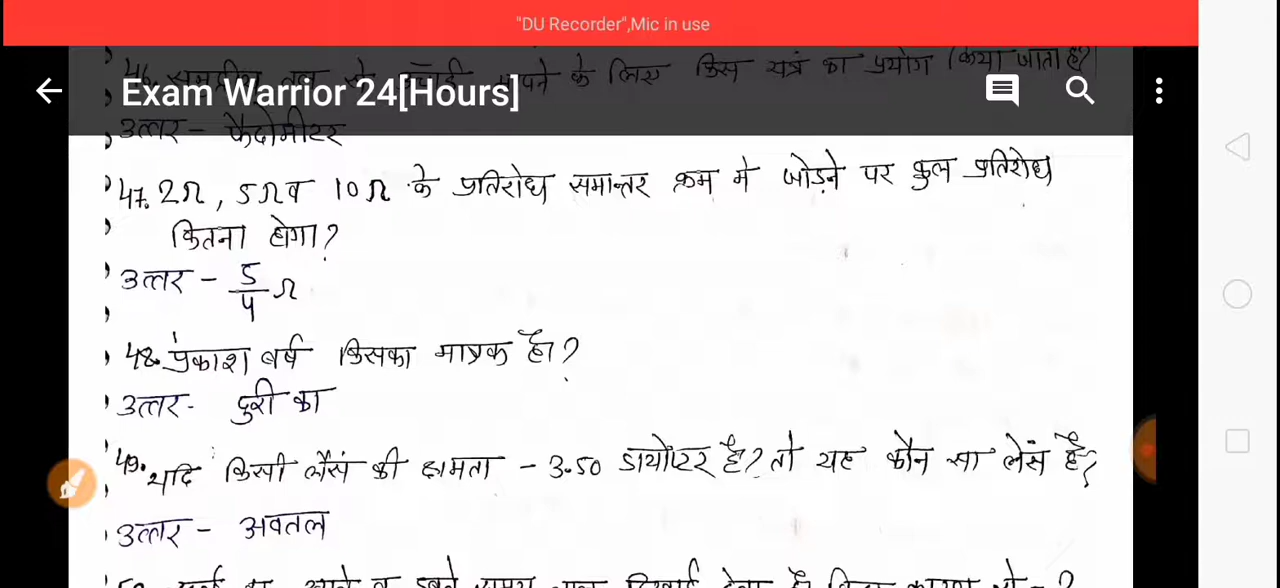 "DU Recorder",Mic in use
Exam Warrior 24[Hours]
के लिए किस यत्रं का प्रयोग किया जाता है?
उत्तर - फैदोमीटर
47. 2Ω, 5Ω व 10Ω के प्रतिरोध समान्तर क्रम मे जोड़ने पर कुल प्रतिरोध
कितना होगा?
उत्तर - 5/4 Ω
48. प्रकाश वर्ष किसका मात्रक है?
उत्तर- दुरी का
49. यदि किसी लैंस की क्षमता - 3.50 डायोप्टर है? तो यह कौन सा लेंस है?
उत्तर - अवतल